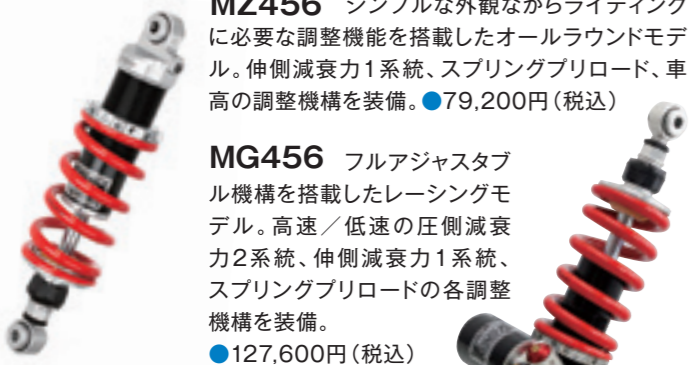 MZ456 シンプルな外観ながらライディング
に必要な調整機能を搭載したオールラウンドモデ
ル。伸側減衰力1系統、スプリングプリロード、車
高の調整機構を装備。●79,200円(税込)
MG456 フルアジャスタブ
ル機構を搭載したレーシングモ
デル。高速/低速の圧側減衰
力2系統、伸側減衰力1系統、
スプリングプリロードの各調整
機構を装備。
●127,600円(税込)